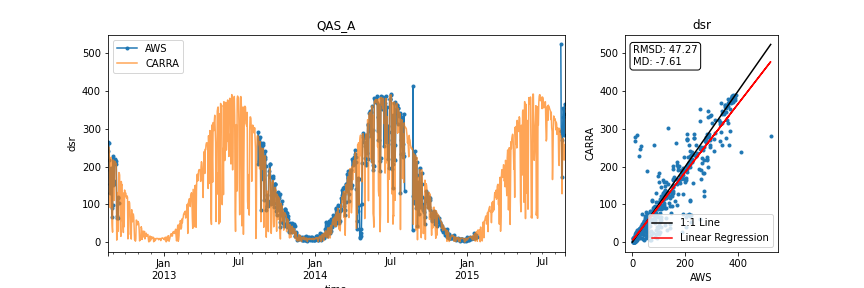 QAS_A
dsr
AWS
CARRA
dsr
500
400
300
200
100
0
Jan
2013
Jul
Jan
2014
Jul
Jan
2015
Jul
time
RMSD: 47.27
MD: -7.61
CARRA
500
400
300
200
100
0
1:1 Line
Linear Regression
0
200
400
AWS